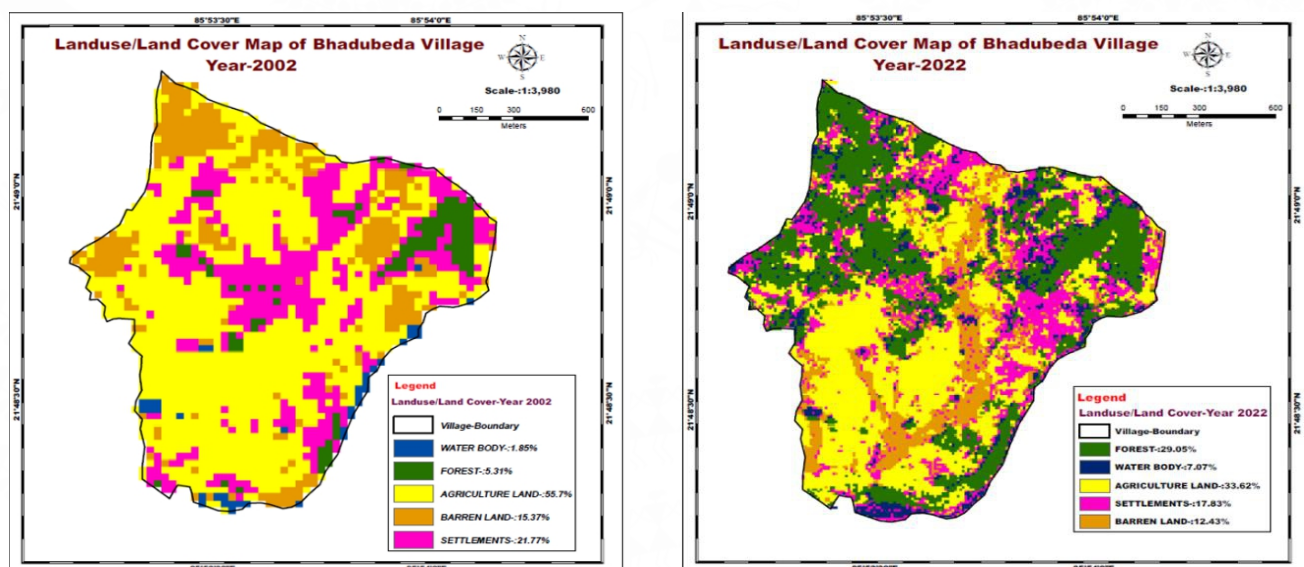 85°53'30"E
85°54'0"E
Landuse/Land Cover Map of Bhadubeda Village
Year-2002
N
W E
S
Scale-:1:3,980
0 150 300 600
Meters
21°49'0"N
21°49'0"N
21°48'30"N
21°48'30"N
Legend
Landuse/Land Cover-Year 2002
Village-Boundary
WATER BODY-:1.85%
FOREST-:5.31%
AGRICULTURE LAND-:55.7%
BARREN LAND-:15.37%
SETTLEMENTS-:21.77%
85°53'30"E
85°54'0"E
Landuse/Land Cover Map of Bhadubeda Village
Year-2022
N
W E
S
Scale-:1:3,980
0 150 300 600
Meters
21°49'0"N
21°49'0"N
21°48'30"N
21°48'30"N
Legend
Landuse/Land Cover-Year 2022
Village-Boundary
FOREST-:29.05%
WATER BODY-:7.07%
AGRICULTURE LAND-:33.62%
SETTLEMENTS-:17.83%
BARREN LAND-:12.43%